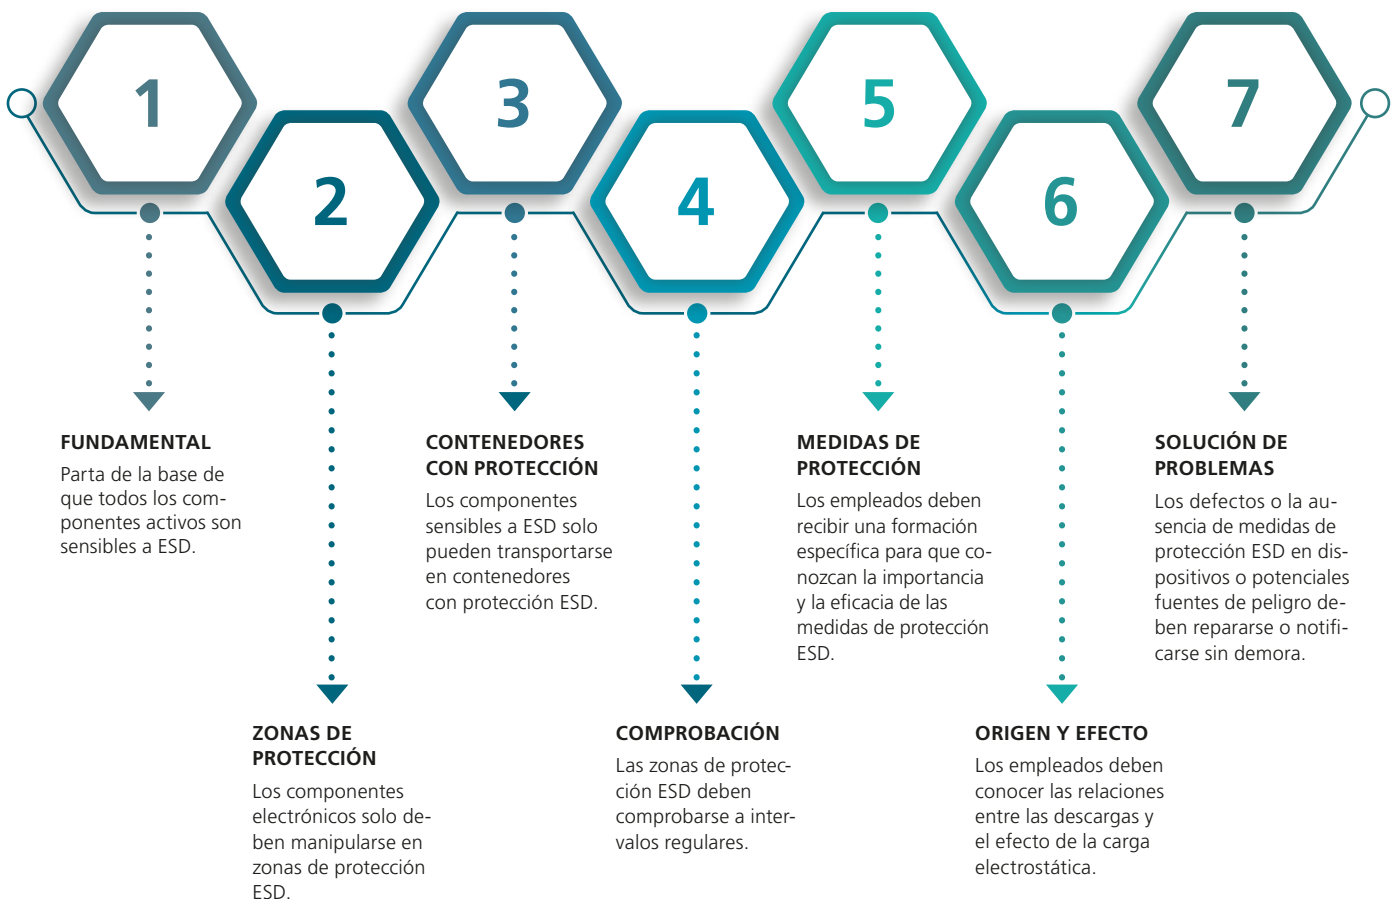 1
2
3
4
5
6
7
FUNDAMENTAL
Parta de la base de
que todos los com-
ponentes activos son
sensibles a ESD.
ZONAS DE
PROTECCIÓN
Los componentes
electrónicos solo de-
ben manipularse en
zonas de protección
ESD.
CONTENEDORES
CON PROTECCIÓN
Los componentes
sensibles a ESD solo
pueden transportarse
en contenedores
con protección ESD.
COMPROBACIÓN
Las zonas de protec-
ción ESD deben
comprobarse a inter-
valos regulares.
MEDIDAS DE
PROTECCIÓN
Los empleados deben
recibir una formación
específica para que co-
nozcan la importancia
y la eficacia de las
medidas de protección
ESD.
ORIGEN Y EFECTO
Los empleados deben
conocer las relaciones
entre las descargas y
el efecto de la carga
electrostática.
SOLUCIÓN DE
PROBLEMAS
Los defectos o la au-
sencia de medidas de
protección ESD en dis-
positivos o potenciales
fuentes de peligro de-
ben repararse o notifi-
carse sin demora.